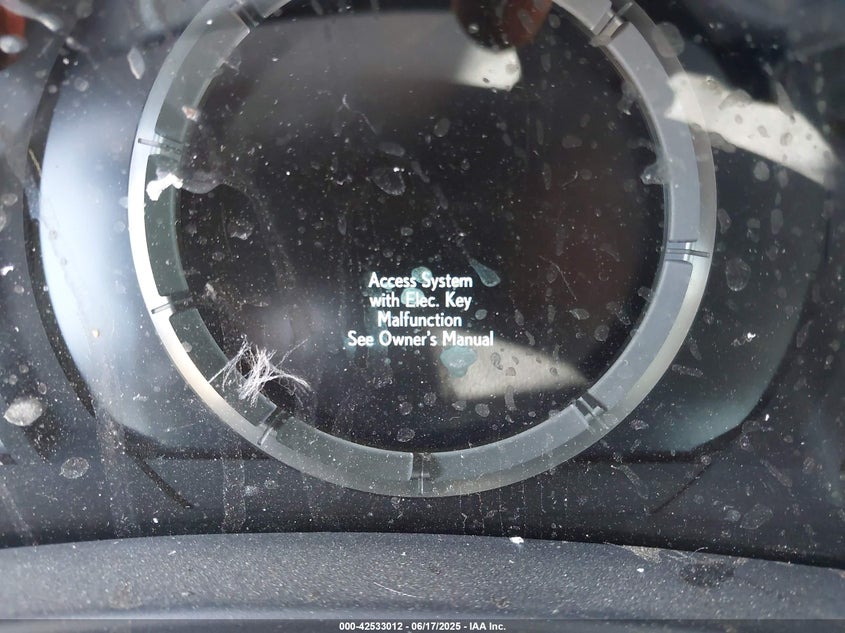 Access System
with Elec. Key
Malfunction
See Owner's Manual
000-42533012 - 06/17/2025 - IAA Inc.